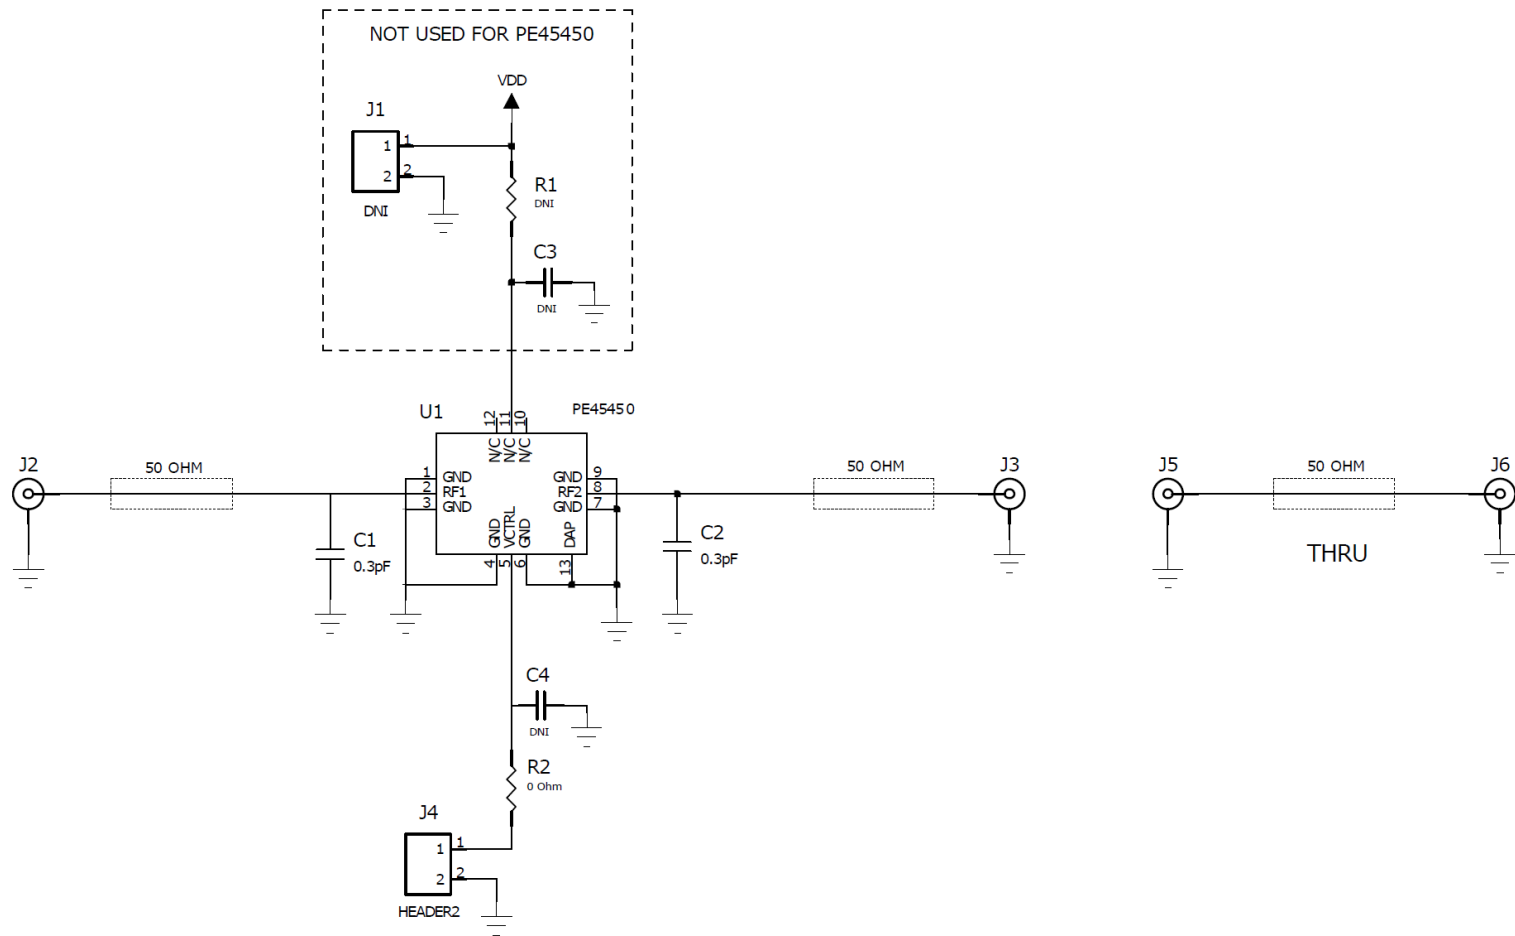 NOT USED FOR PE45450
VDD
J1
1 1
2 2
DNI
R1
DNI
C3
DNI
U1
PE45450
12 11 10
N/C N/C N/C
J2
50 OHM
1 GND
2 RF1
3 GND
GND 9
RF2 8
GND 7
GND VCTRL GND DAP
4 5 6 13
50 OHM
J3
J5
50 OHM
J6
THRU
C1
0.3pF
C2
0.3pF
C4
DNI
R2
0 Ohm
J4
1 1
2 2
HEADER2